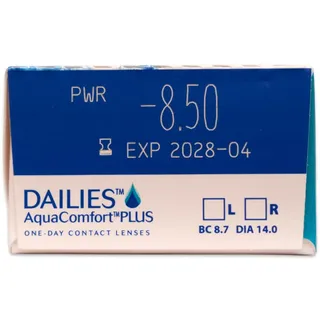 PWR -8.50
EXP 2028-04
DAILIES™
AquaComfort™PLUS
ONE-DAY CONTACT LENSES
L R
BC 8.7 DIA 14.0